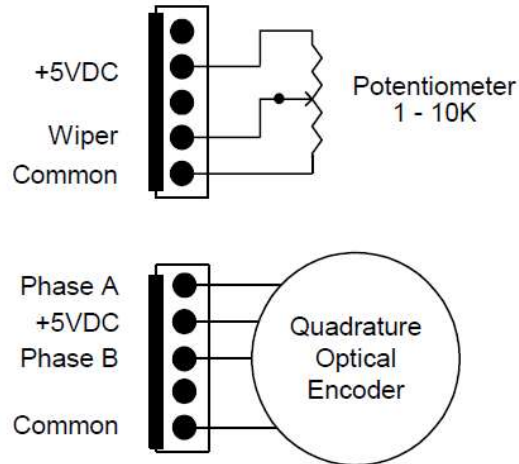 +5VDC
Wiper
Common
Potentiometer
1 - 10K
Phase A
+5VDC
Phase B
Common
Quadrature
Optical
Encoder